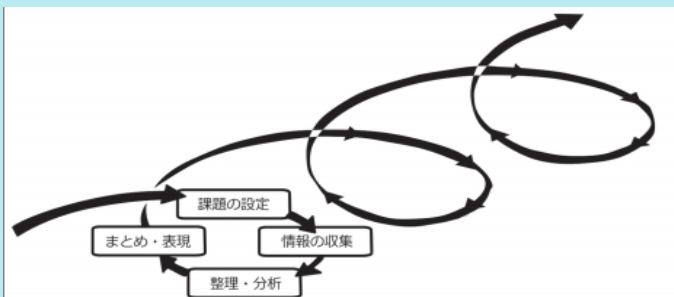 課題の設定
情報の収集
整理・分析
まとめ・表現